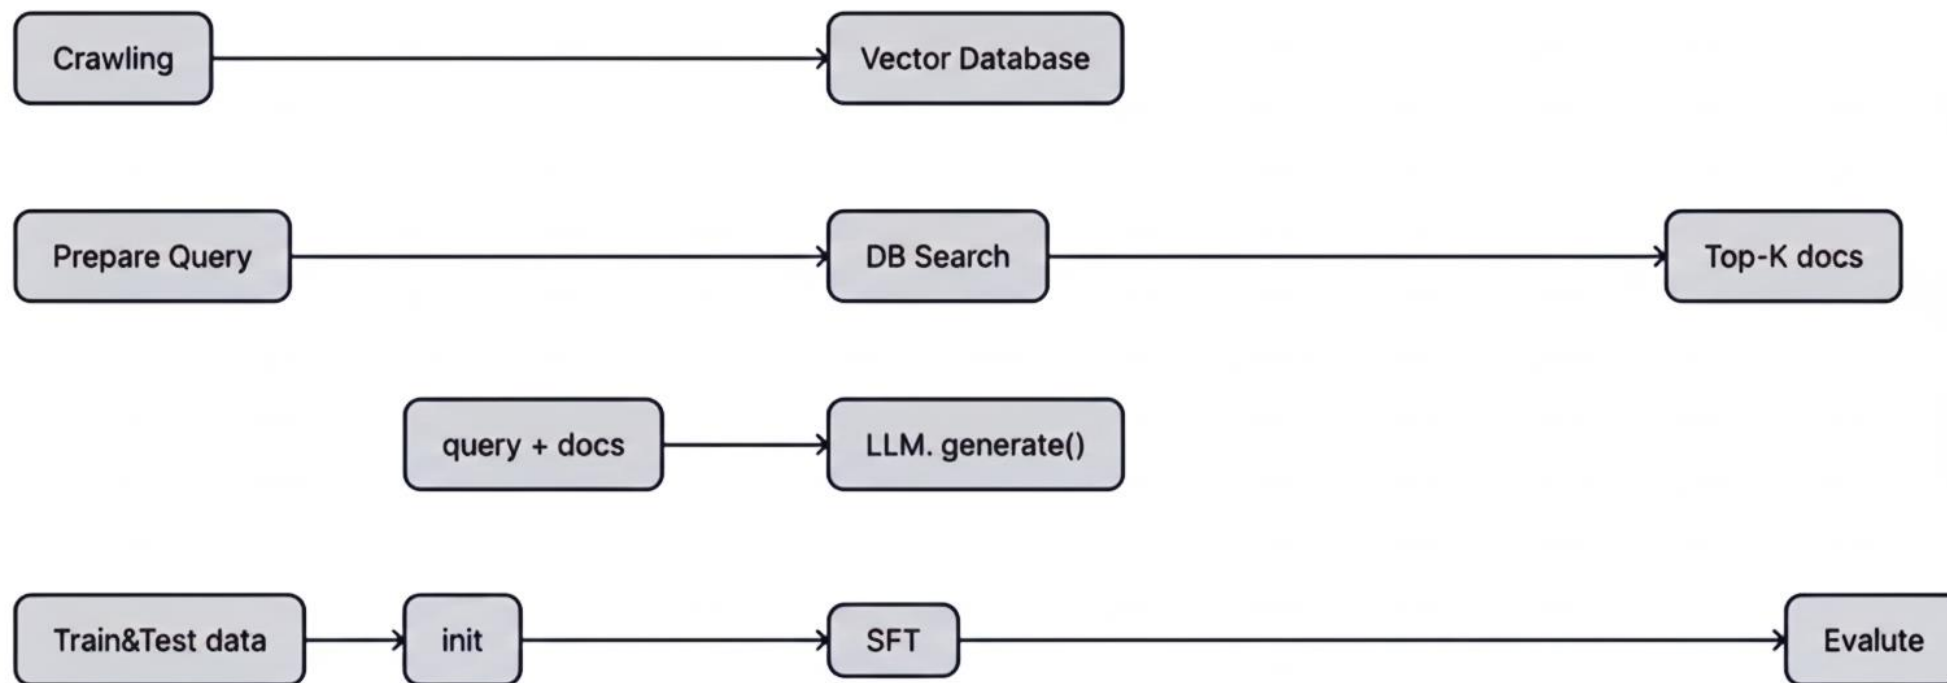 Crawling
Vector Database
Prepare Query
DB Search
Top-K docs
query + docs
LLM. generate()
Train&Test data
init
SFT
Evalute